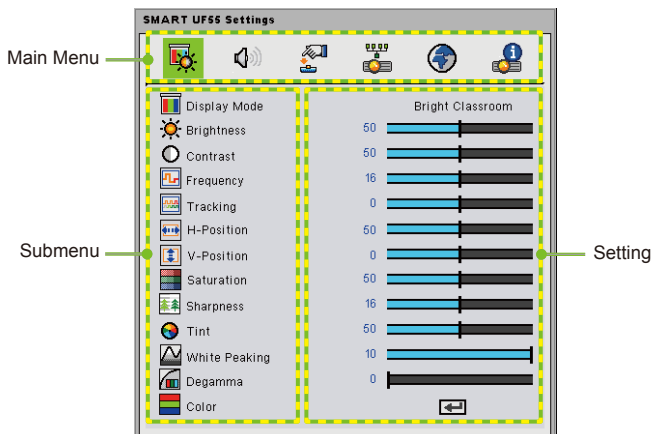 SMART UF55 Settings
Main Menu
Display Mode Bright Classroom
Brightness 50
Contrast 50
Frequency 16
Tracking 0
H-Position 50
Submenu
V-Position 0
Setting
Saturation 50
Sharpness 16
Tint 50
White Peaking 10
Degamma 0
Color